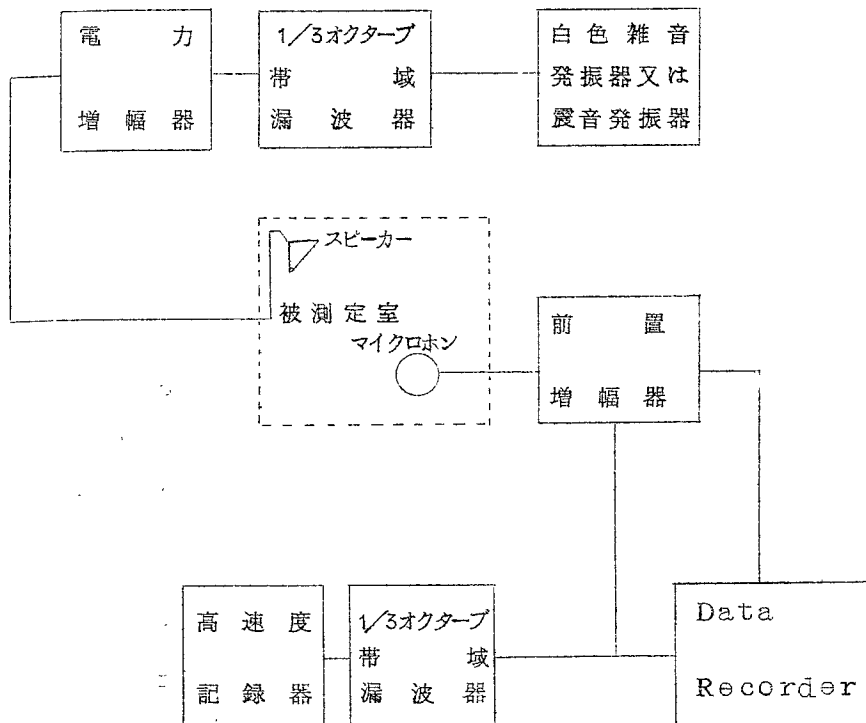 電力
増幅器
1/3オクターブ
帯域
漏波器
白色雑音
発振器又は
震音発振器
スピーカー
被測定室
マイクロホン
前置
増幅器
高速度
記録器
1/3オクターブ
帯域
漏波器
Data
Recorder